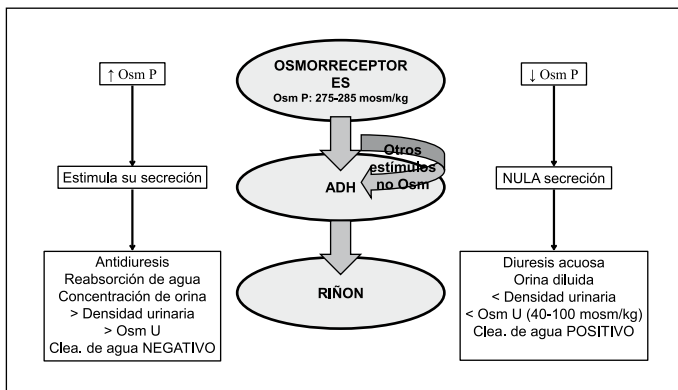 ↑ Osm P
Estimula su secreción
Antidiuresis
Reabsorción de agua
Concentración de orina
> Densidad urinaria
> Osm U
Clea. de agua NEGATIVO
OSMORRECEPTOR
ES
Osm P: 275-285 mosm/kg
Otros
estímulos
no Osm
ADH
RIÑON
↓ Osm P
NULA secreción
Diuresis acuosa
Orina diluida
< Densidad urinaria
< Osm U (40-100 mosm/kg)
Clea. de agua POSITIVO